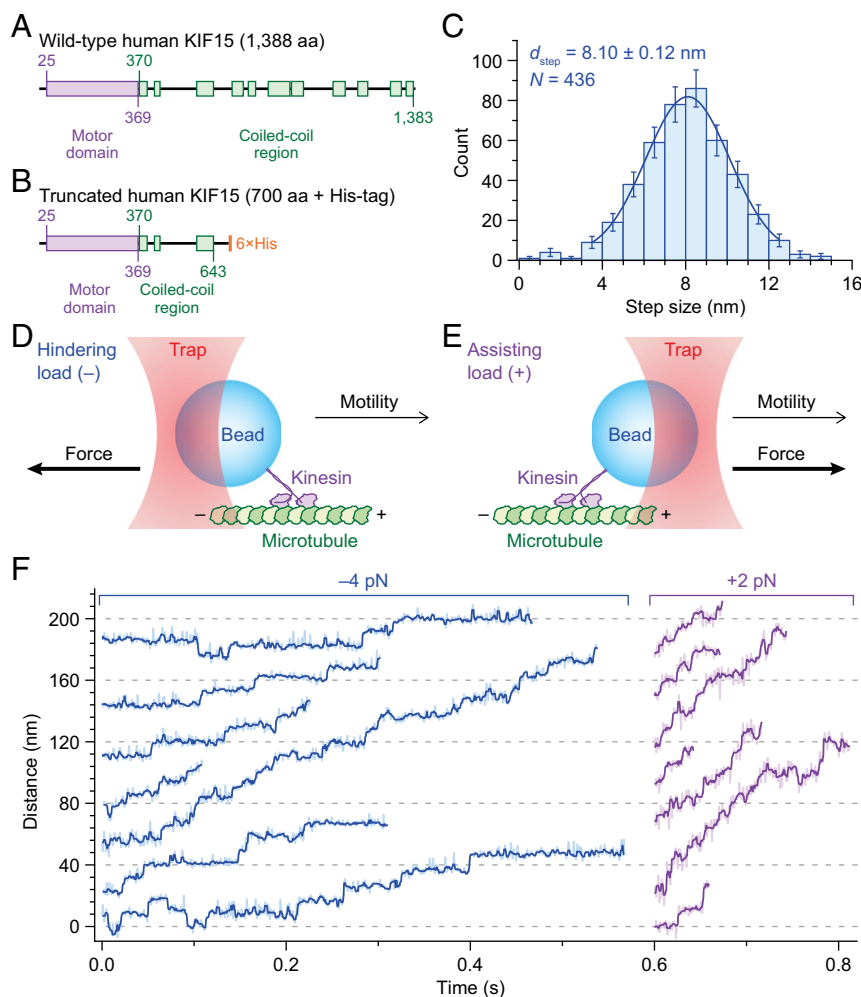 A
Wild-type human KIF15 (1,388 aa)
25
370
369
1,383
Motor
domain
Coiled-coil
region
B
Truncated human KIF15 (700 aa + His-tag)
25
370
6×His
369
643
Motor
domain
Coiled-coil
region
C
dstep = 8.10 ± 0.12 nm
N = 436
100
80
60
40
20
0
Count
0
4
8
12
16
Step size (nm)
D
Hindering
load (–)
Trap
Bead
Motility
Force
Kinesin
–
+
Microtubule
E
Assisting
load (+)
Trap
Bead
Motility
Force
Kinesin
–
+
Microtubule
F
–4 pN
+2 pN
200
160
120
80
40
0
Distance (nm)
0.0
0.2
0.4
0.6
0.8
Time (s)